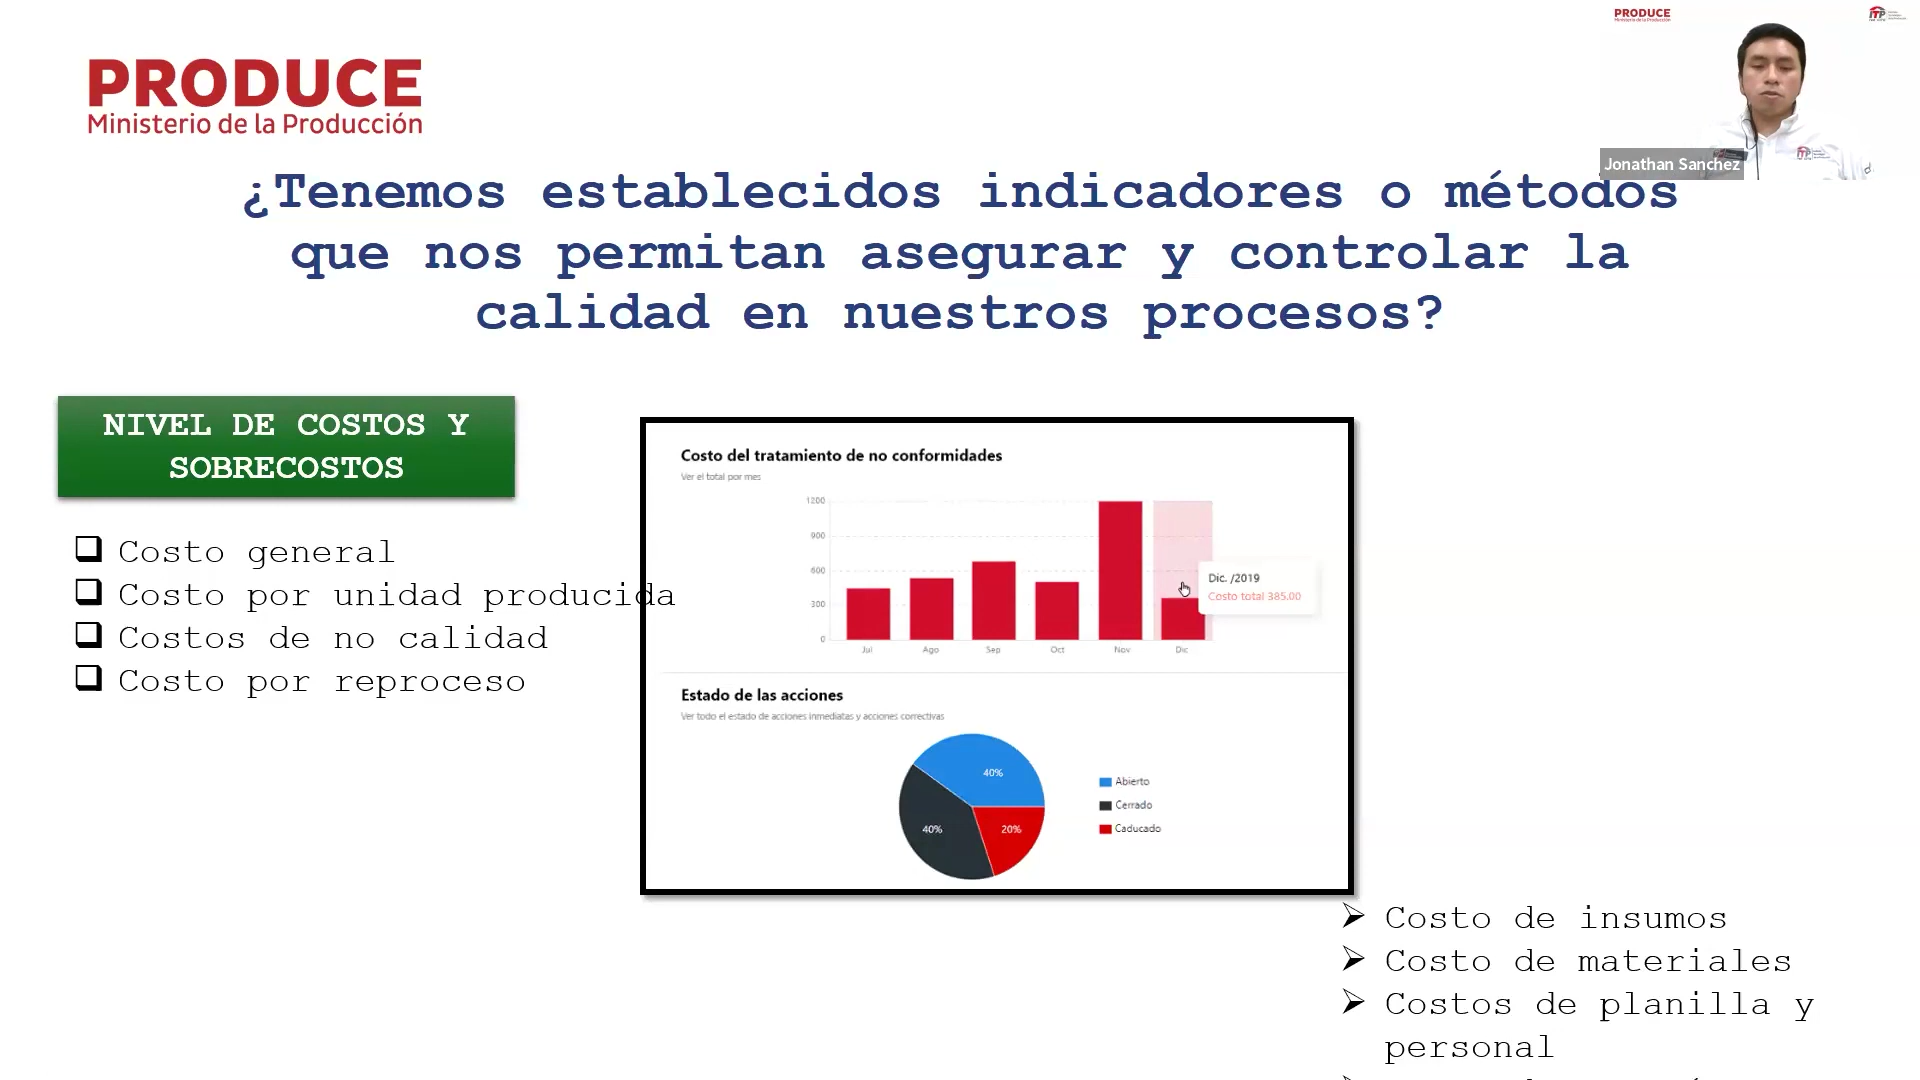 PRODUCE
Ministerio de la Producción
PRODUCE
Ministerio de la Producción
ITP
Jonathan Sanchez
¿Tenemos establecidos indicadores o métodos
que nos permitan asegurar y controlar la
calidad en nuestros procesos?
NIVEL DE COSTOS Y
SOBRECOSTOS
Costo general
Costo por unidad producida
Costos de no calidad
Costo por reproceso
Costo del tratamiento de no conformidades
Ver el total por mes
1200
900
600
300
0
Jul Ago Sep Oct Nov Dic
Dic. /2019
Costo total 385.00
Estado de las acciones
Ver todo el estado de acciones inmediatas y acciones correctivas
40%
40%
20%
Abierto
Cerrado
Caducado
Costo de insumos
Costo de materiales
Costos de planilla y
personal